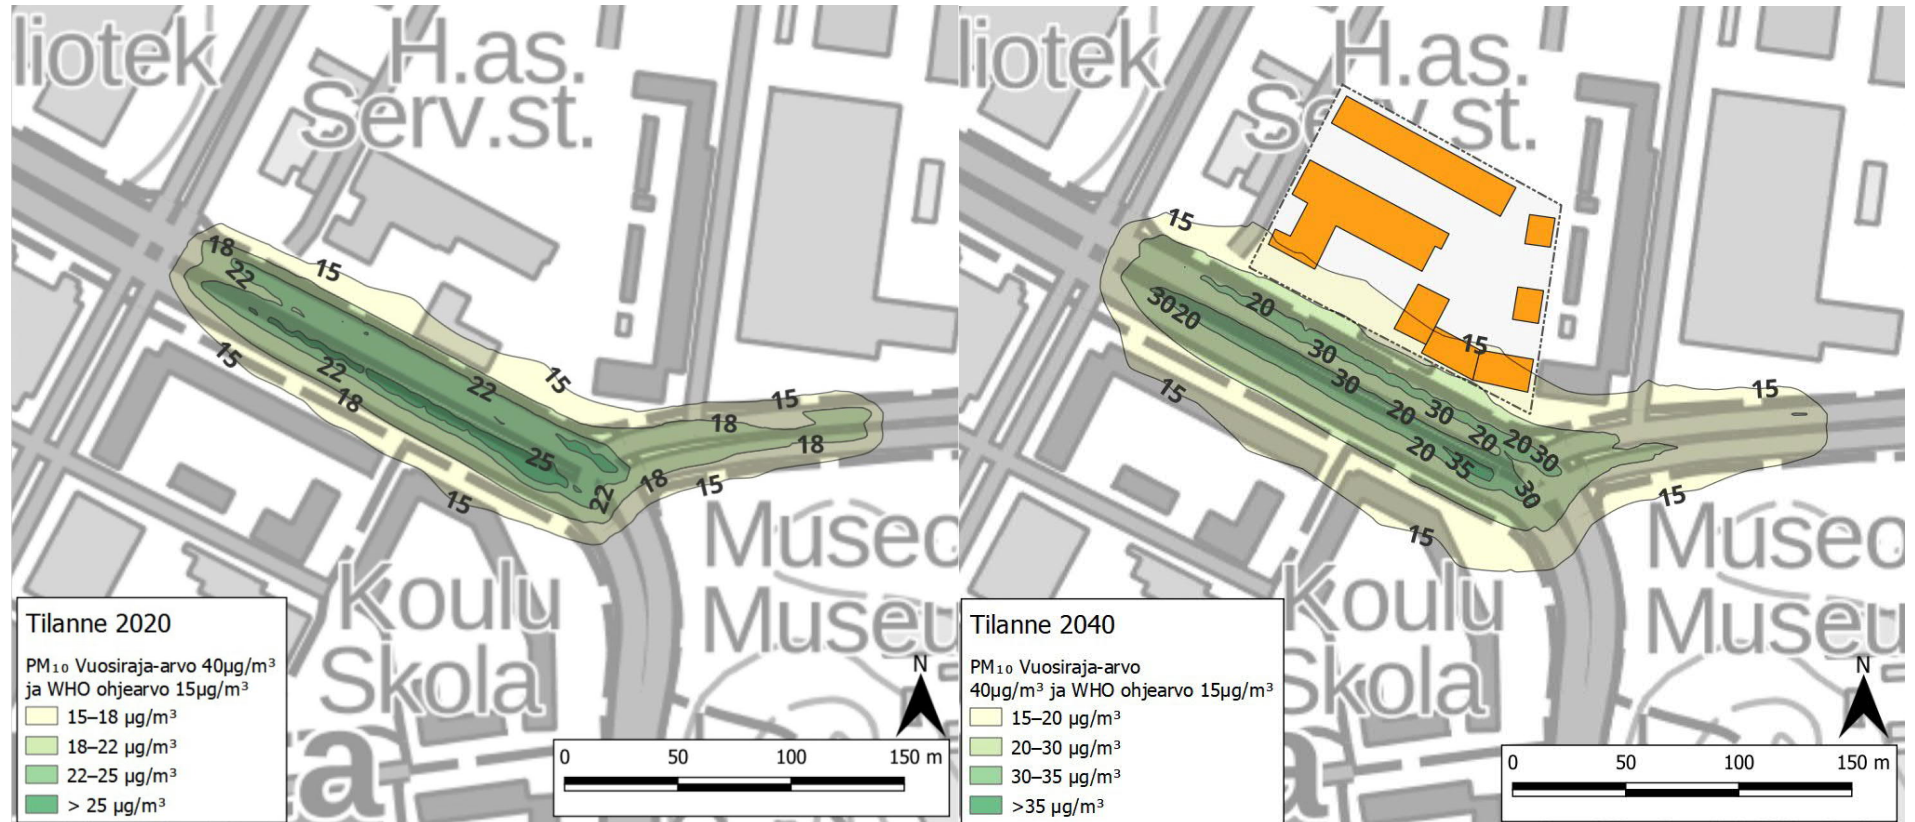 liotek
H.as.
Serv.st.
18
22
15
15
22
18
22
15
15
18
15
18
25
18
15
22
15
Museo
Museu
Koulu
Skola
a
Tilanne 2020
PM₁₀ Vuosiraja-arvo 40µg/m³
ja WHO ohjearvo 15µg/m³
15–18 µg/m³
18–22 µg/m³
22–25 µg/m³
> 25 µg/m³
N
0 50 100 150 m
liotek
H.as.
Se v.st.
15
20
30
20
30
15
15
30
20
30
15
20
20
30
20
35
30
15
15
Museo
Museu
Koulu
Skola
a
Tilanne 2040
PM₁₀ Vuosiraja-arvo
40µg/m³ ja WHO ohjearvo 15µg/m³
15–20 µg/m³
20–30 µg/m³
30–35 µg/m³
>35 µg/m³
N
0 50 100 150 m